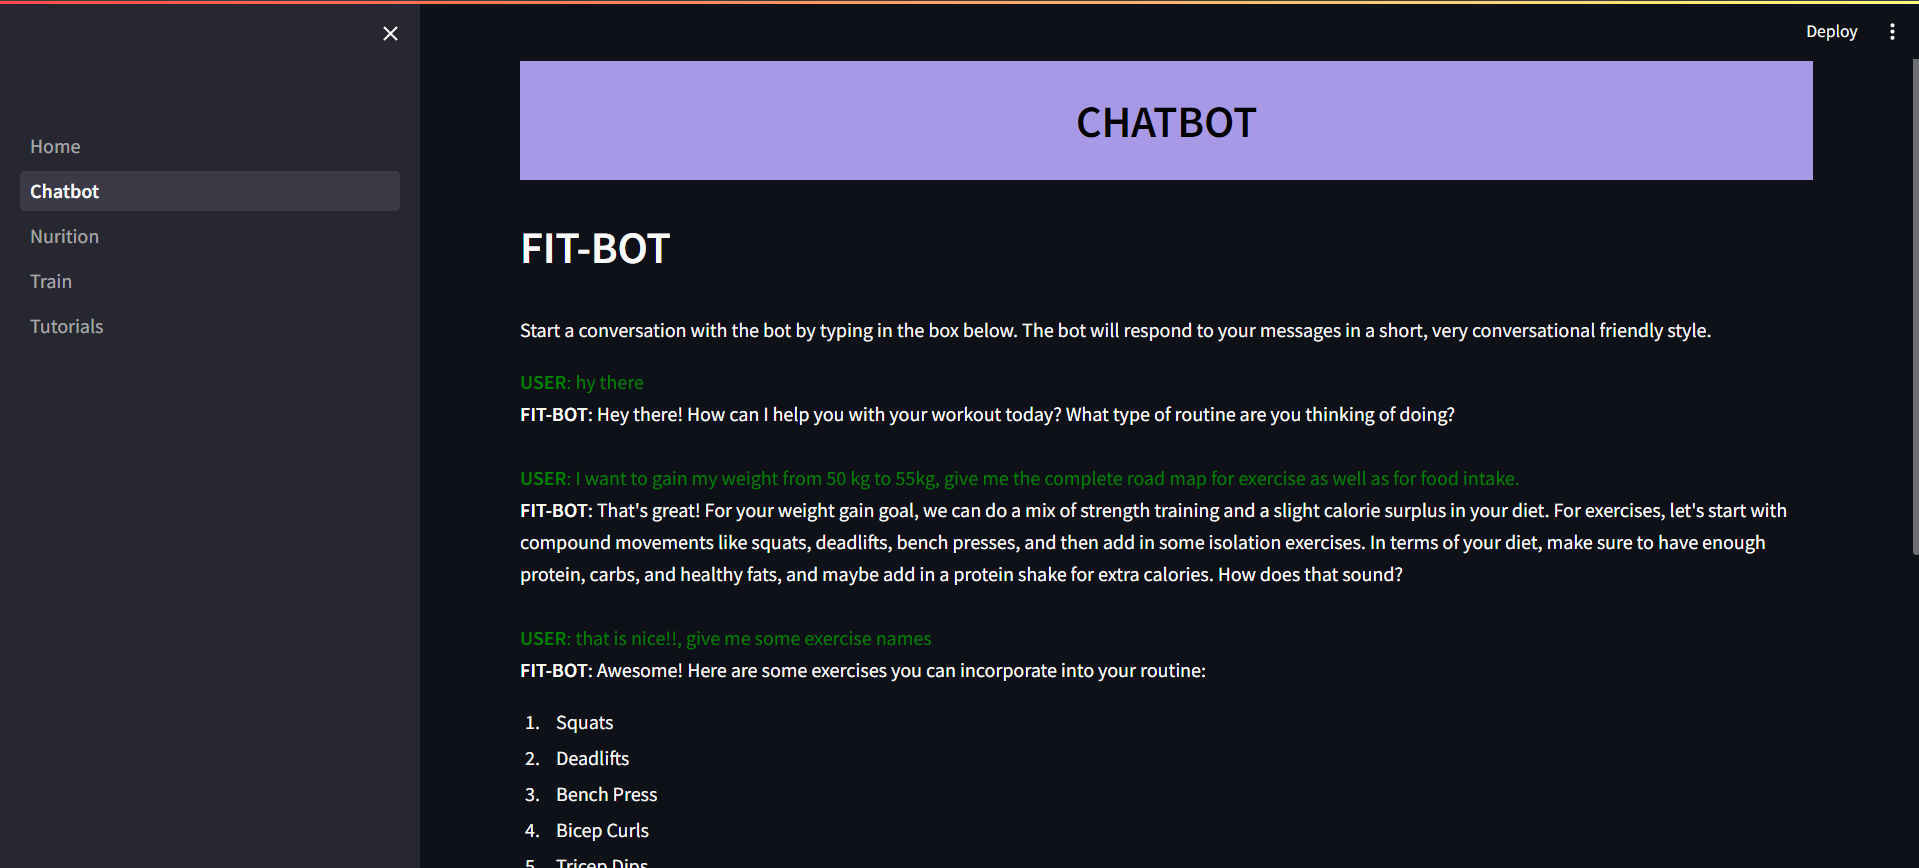 Deploy
Home
Chatbot
Nurition
Train
Tutorials
CHATBOT
FIT-BOT
Start a conversation with the bot by typing in the box below. The bot will respond to your messages in a short, very conversational friendly style.
USER: hy there
FIT-BOT: Hey there! How can I help you with your workout today? What type of routine are you thinking of doing?
USER: I want to gain my weight from 50 kg to 55kg, give me the complete road map for exercise as well as for food intake.
FIT-BOT: That's great! For your weight gain goal, we can do a mix of strength training and a slight calorie surplus in your diet. For exercises, let's start with
compound movements like squats, deadlifts, bench presses, and then add in some isolation exercises. In terms of your diet, make sure to have enough
protein, carbs, and healthy fats, and maybe add in a protein shake for extra calories. How does that sound?
USER: that is nice!!, give me some exercise names
FIT-BOT: Awesome! Here are some exercises you can incorporate into your routine:
1. Squats
2. Deadlifts
3. Bench Press
4. Bicep Curls
5. Tricep Dips